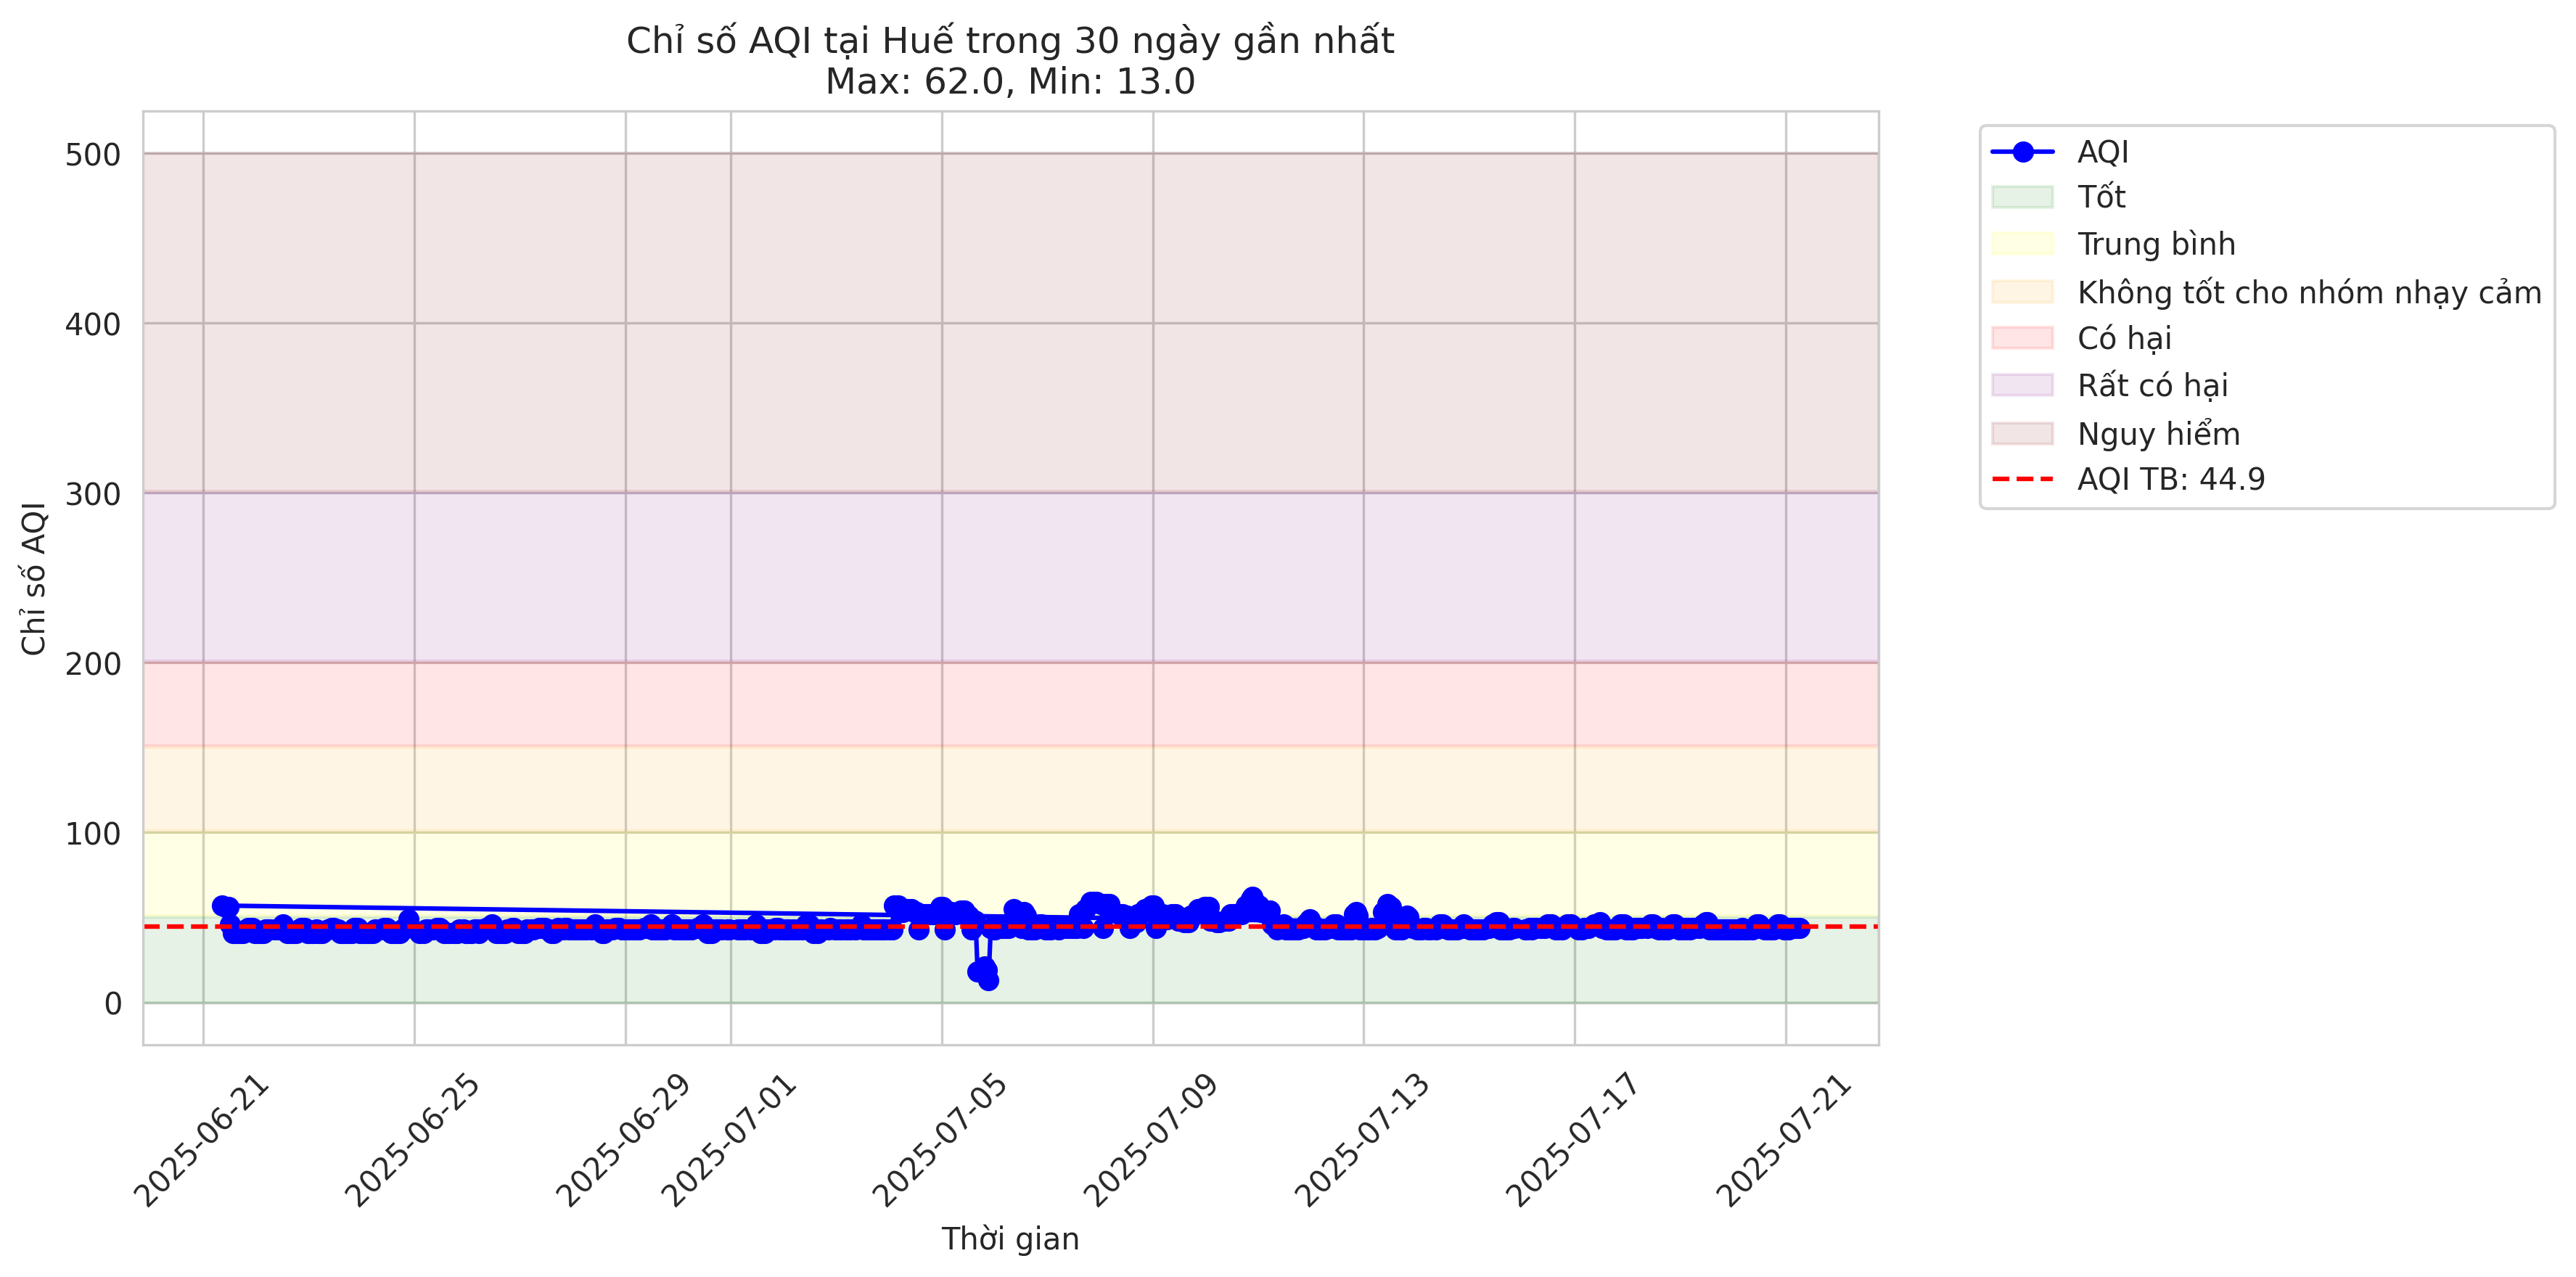 Chỉ số AQI tại Huế trong 30 ngày gần nhất
Max: 62.0, Min: 13.0
Chỉ số AQI
500
400
300
200
100
0
2025-06-21
2025-06-25
2025-06-29
2025-07-01
2025-07-05
2025-07-09
2025-07-13
2025-07-17
2025-07-21
Thời gian
AQI
Tốt
Trung bình
Không tốt cho nhóm nhạy cảm
Có hại
Rất có hại
Nguy hiểm
AQI TB: 44.9